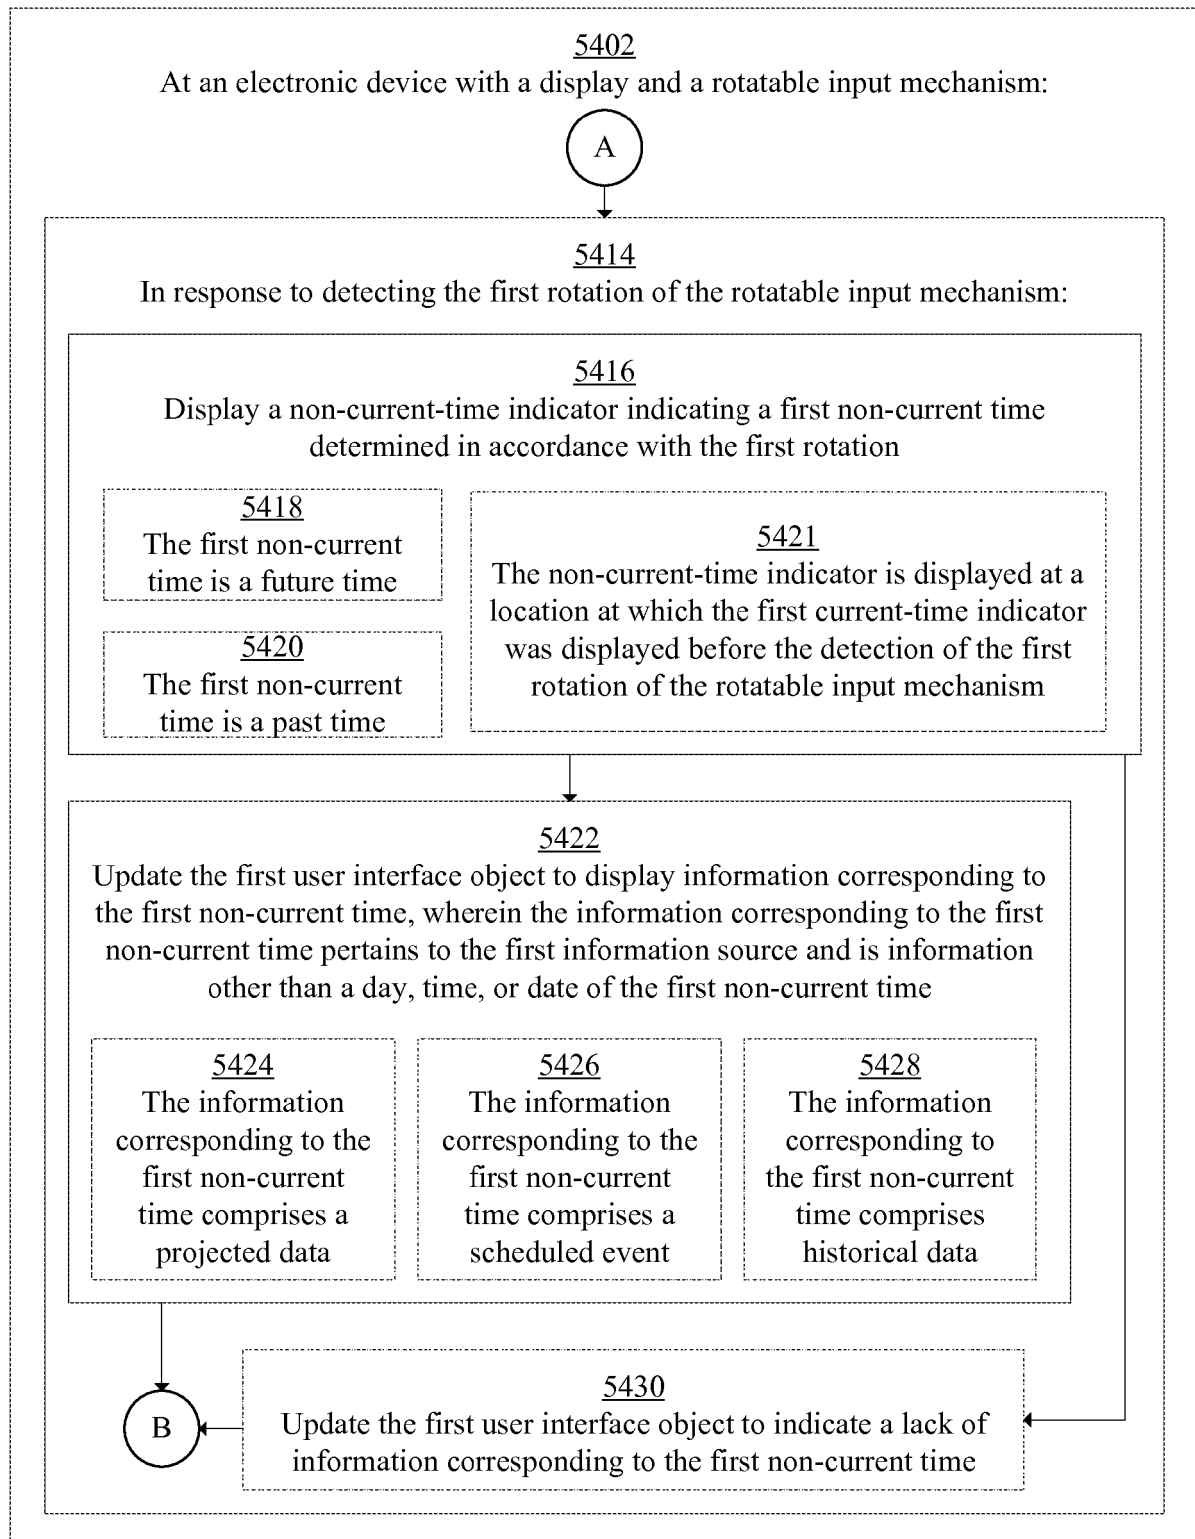 5402
At an electronic device with a display and a rotatable input mechanism:
A
5414
In response to detecting the first rotation of the rotatable input mechanism:
5416
Display a non-current-time indicator indicating a first non-current time
determined in accordance with the first rotation
5418
The first non-current
time is a future time
5420
The first non-current
time is a past time
5421
The non-current-time indicator is displayed at a
location at which the first current-time indicator
was displayed before the detection of the first
rotation of the rotatable input mechanism
5422
Update the first user interface object to display information corresponding to
the first non-current time, wherein the information corresponding to the first
non-current time pertains to the first information source and is information
other than a day, time, or date of the first non-current time
5424
The information
corresponding to the
first non-current
time comprises a
projected data
5426
The information
corresponding to the
first non-current
time comprises a
scheduled event
5428
The information
corresponding to
the first non-current
time comprises
historical data
B
5430
Update the first user interface object to indicate a lack of
information corresponding to the first non-current time